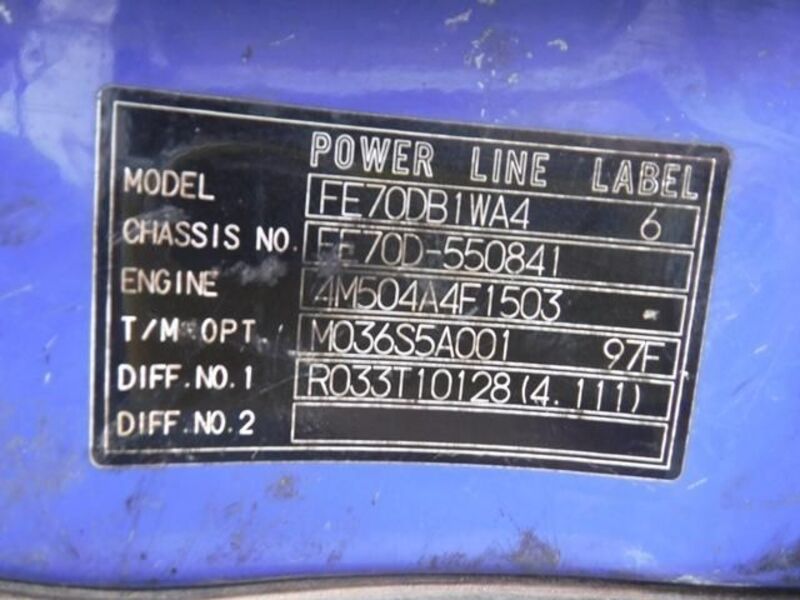 POWER LINE LABEL
MODEL FE70DB1WA4 6
CHASSIS NO. FE70D-550841
ENGINE 4M504A4F1503 -
T/M OPT. M036S5A001 97F
DIFF.NO.1 R033T10128(4.111)
DIFF.NO.2